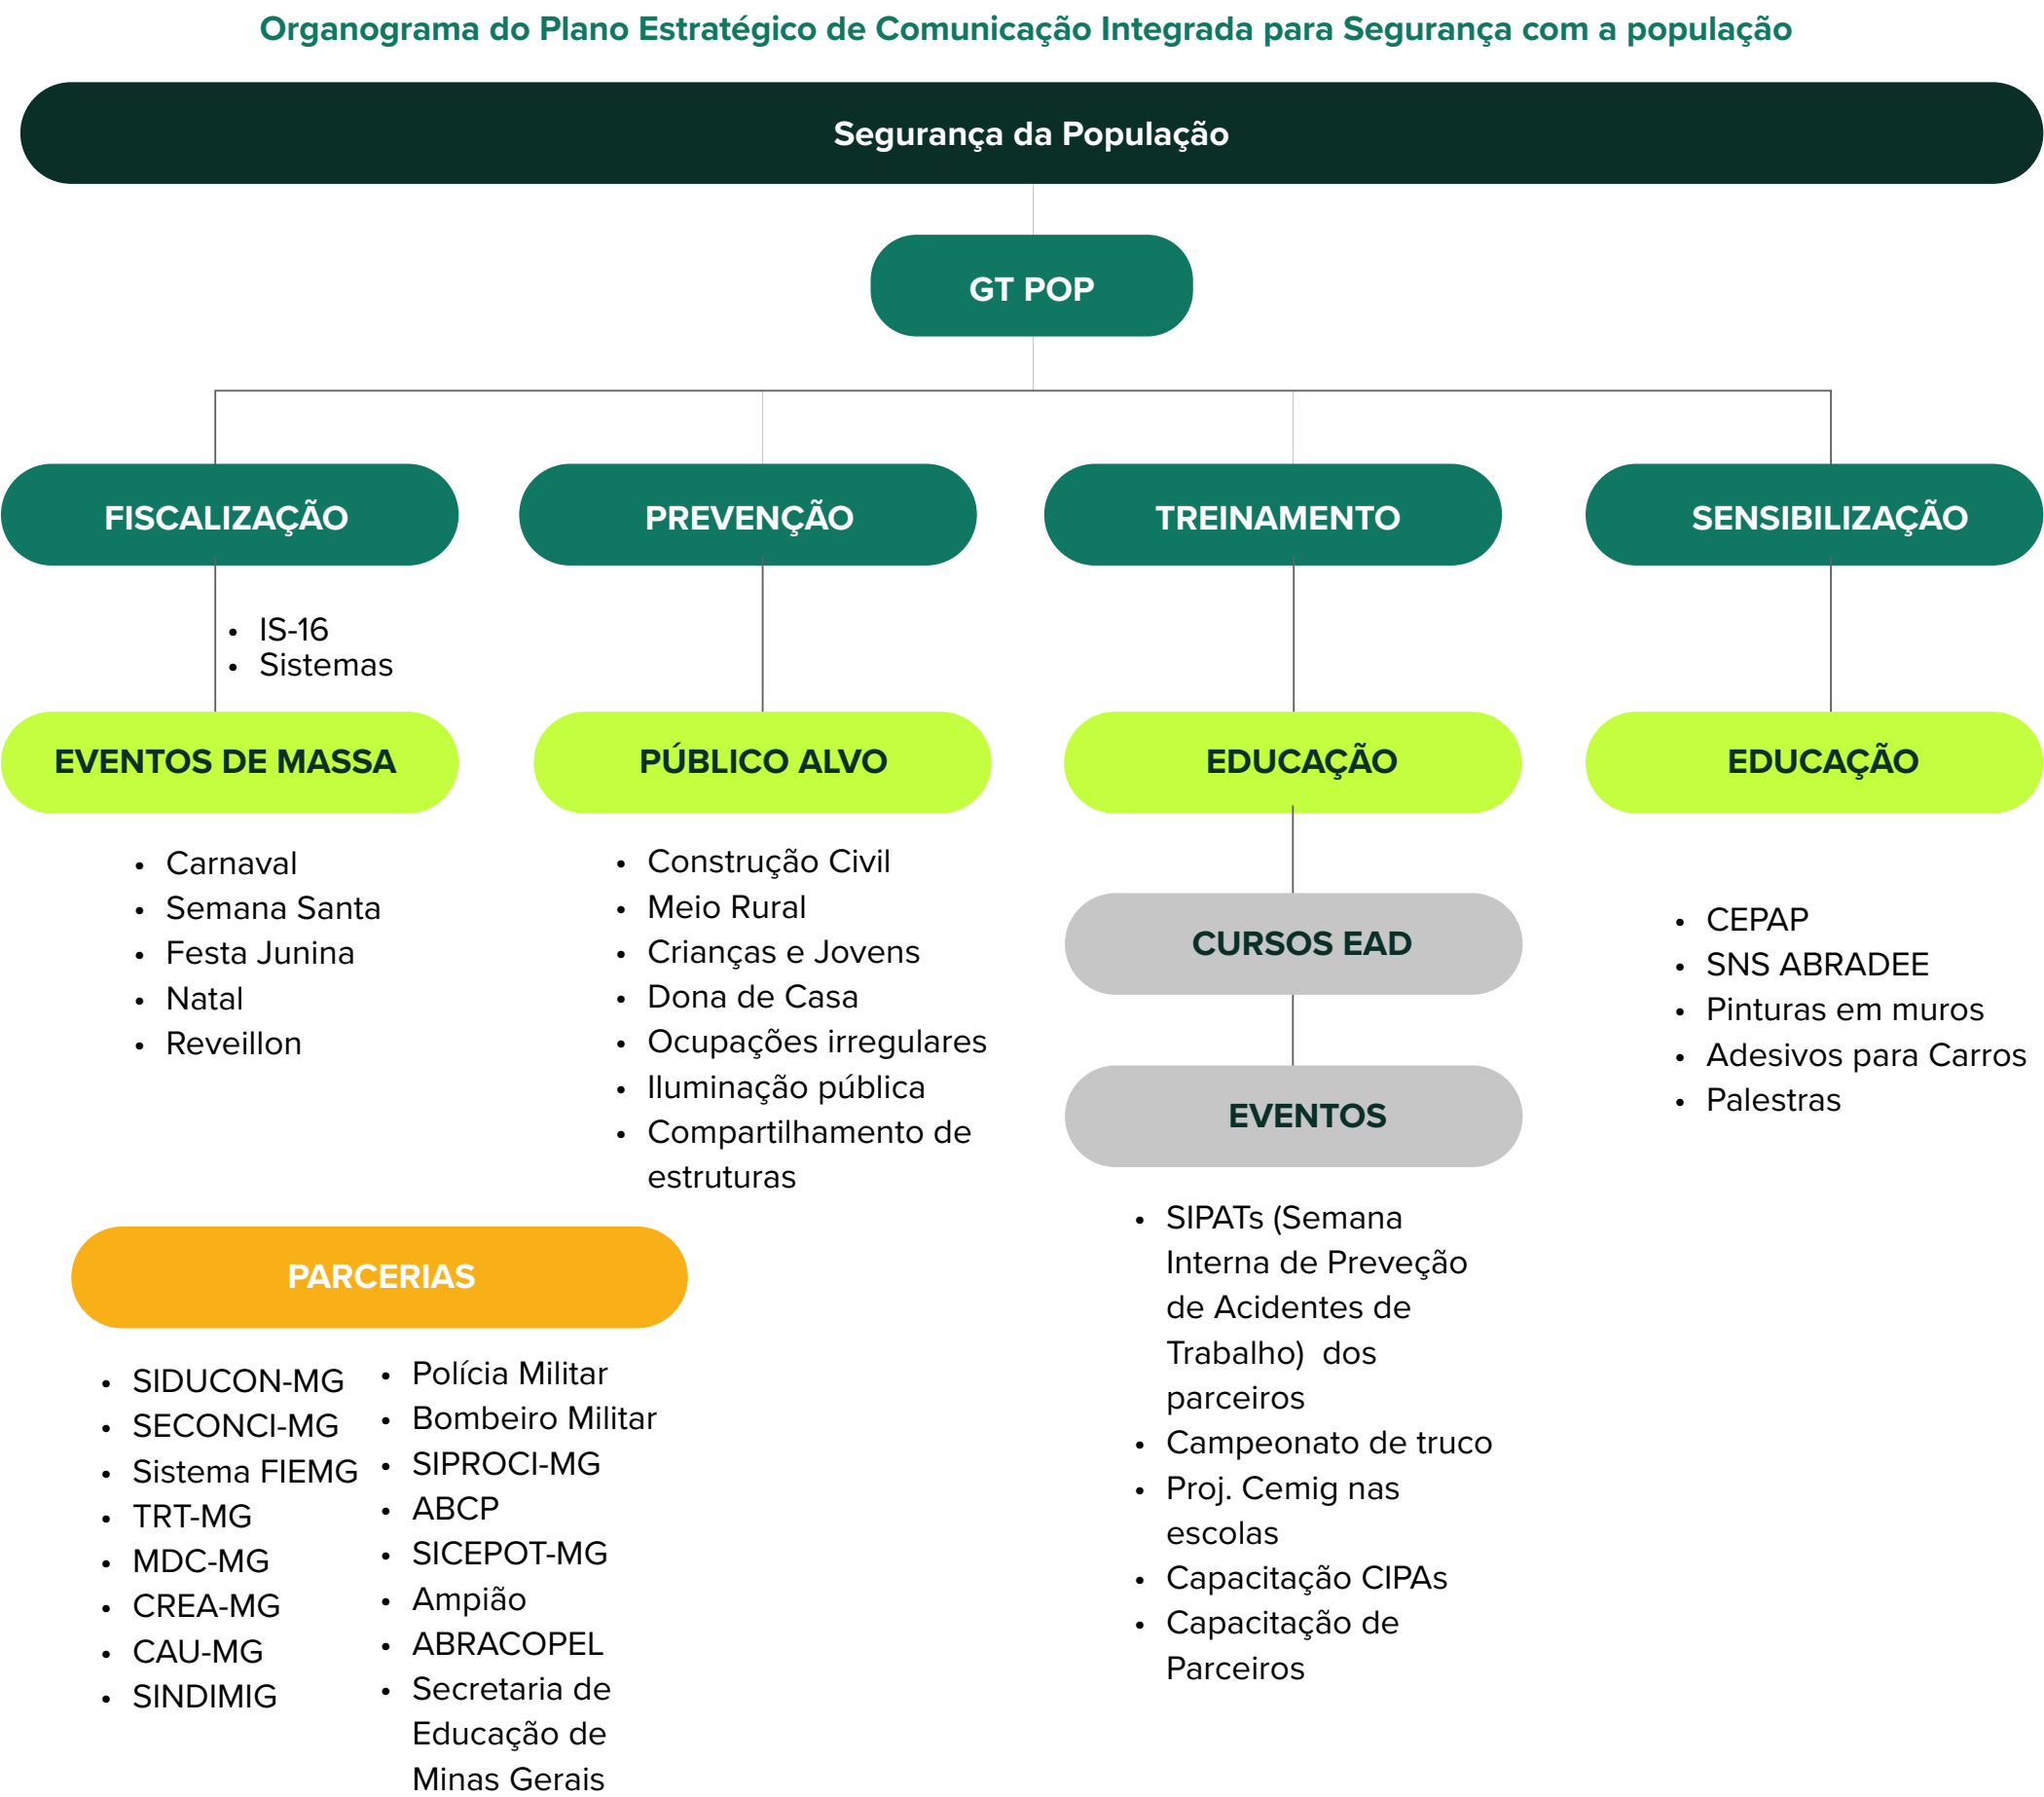 Organograma do Plano Estratégico de Comunicação Integrada para Segurança com a população
Segurança da População
GT POP
FISCALIZAÇÃO
PREVENÇÃO
TREINAMENTO
SENSIBILIZAÇÃO
• IS-16
• Sistemas
EVENTOS DE MASSA
PÚBLICO ALVO
EDUCAÇÃO
EDUCAÇÃO
• Carnaval
• Semana Santa
• Festa Junina
• Natal
• Reveillon
• Construção Civil
• Meio Rural
• Crianças e Jovens
• Dona de Casa
• Ocupações irregulares
• Iluminação pública
• Compartilhamento de
estruturas
CURSOS EAD
EVENTOS
• SIPATs (Semana
Interna de Preveção
de Acidentes de
Trabalho) dos
parceiros
• Campeonato de truco
• Proj. Cemig nas
escolas
• Capacitação CIPAs
• Capacitação de
Parceiros
• CEPAP
• SNS ABRADEE
• Pinturas em muros
• Adesivos para Carros
• Palestras
PARCERIAS
• SIDUCON-MG
• SECONCI-MG
• Sistema FIEMG
• TRT-MG
• MDC-MG
• CREA-MG
• CAU-MG
• SINDIMIG
• Polícia Militar
• Bombeiro Militar
• SIPROCI-MG
• ABCP
• SICEPOT-MG
• Ampião
• ABRACOPEL
• Secretaria de
Educação de
Minas Gerais